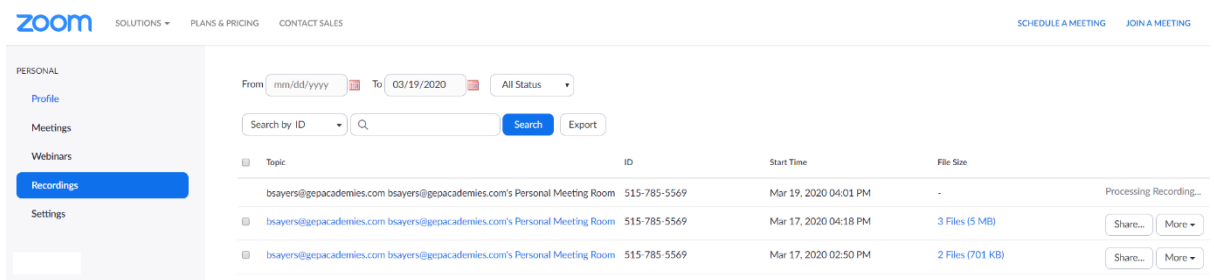 zoom SOLUTIONS PLANS & PRICING CONTACT SALES SCHEDULE A MEETING JOIN A MEETING
PERSONAL
Profile
Meetings
Webinars
Recordings
Settings
From mm/dd/yyyy To 03/19/2020 All Status
Search by ID Search Export
Topic ID Start Time File Size
bsayers@gepacademies.com bsayers@gepacademies.com's Personal Meeting Room 515-785-5569 Mar 19, 2020 04:01 PM - Processing Recording...
bsayers@gepacademies.com bsayers@gepacademies.com's Personal Meeting Room 515-785-5569 Mar 17, 2020 04:18 PM 3 Files (5 MB) Share... More
bsayers@gepacademies.com bsayers@gepacademies.com's Personal Meeting Room 515-785-5569 Mar 17, 2020 02:50 PM 2 Files (701 KB) Share... More